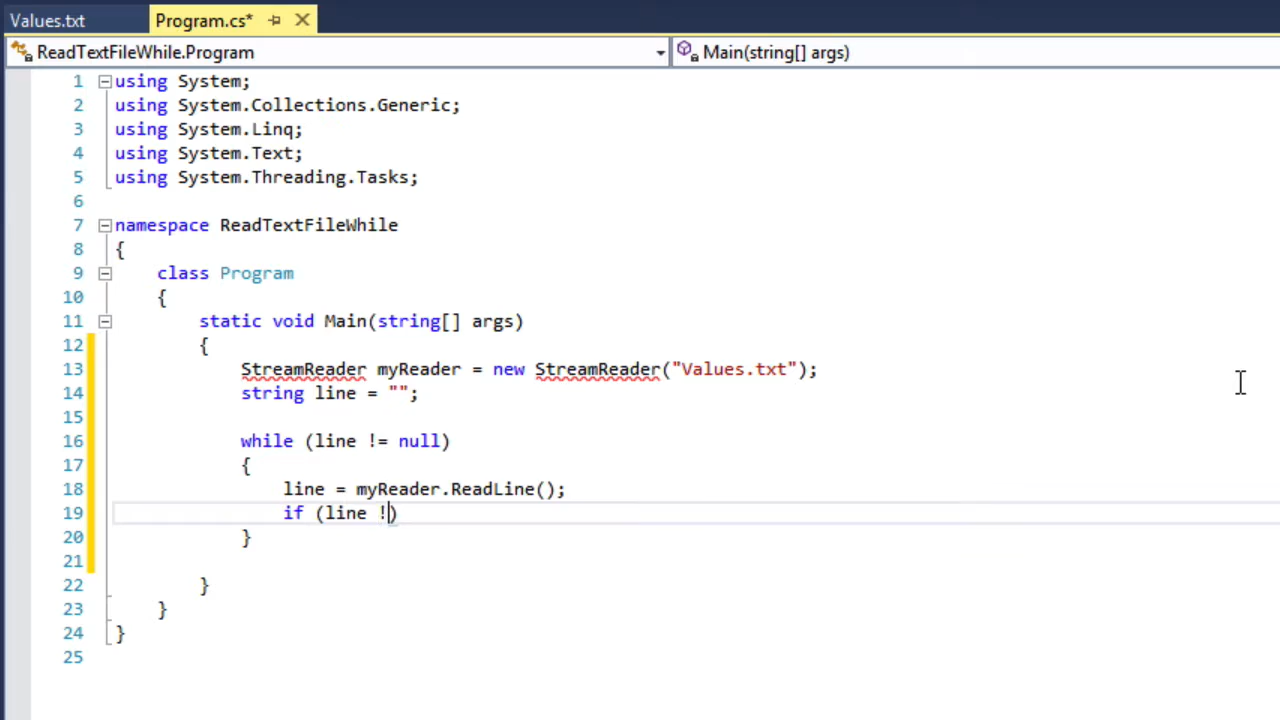 Values.txt Program.cs*
ReadTextFileWhile.Program Main(string[] args)
1 using System;
2 using System.Collections.Generic;
3 using System.Linq;
4 using System.Text;
5 using System.Threading.Tasks;
6
7 namespace ReadTextFileWhile
8 {
9 class Program
10 {
11 static void Main(string[] args)
12 {
13 StreamReader myReader = new StreamReader("Values.txt");
14 string line = "";
15
16 while (line != null)
17 {
18 line = myReader.ReadLine();
19 if (line !)
20 }
21
22 }
23 }
24 }
25